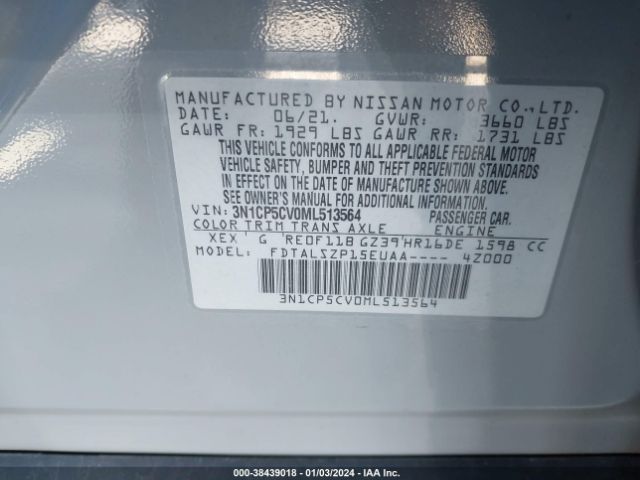 MANUFACTURED BY NISSAN MOTOR CO.,LTD.
DATE: 06/21. GVWR: 3660 LBS
GAWR FR: 1929 LBS GAWR RR: 1731 LBS
THIS VEHICLE CONFORMS TO ALL APPLICABLE FEDERAL MOTOR
VEHICLE SAFETY, BUMPER AND THEFT PREVENTION STANDARDS
IN EFFECT ON THE DATE OF MANUFACTURE SHOWN ABOVE.
SEE OWNER'S MANUAL FOR ADDITIONAL INFORMATION.
VIN: 3N1CP5CV0ML513564 PASSENGER CAR.
COLOR TRIM TRANS AXLE ENGINE
XEX' G 'RE0F11B GZ39'HR16DE 1598 CC
MODEL: FDTALSZP15EUAA---- 4Z000
3N1CP5CV0ML513564
000-38439018 - 01/03/2024 - IAA Inc.